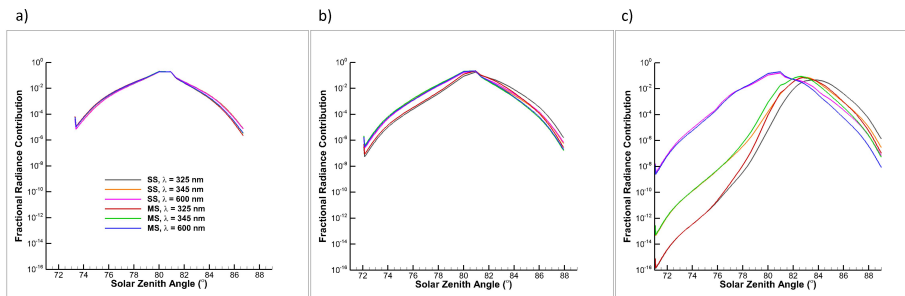 a)
b)
c)
Fractional Radiance Contribution
10⁰
10⁻²
10⁻⁴
10⁻⁶
10⁻⁸
10⁻¹⁰
10⁻¹²
10⁻¹⁴
10⁻¹⁶
SS, λ = 325 nm
SS, λ = 345 nm
SS, λ = 600 nm
MS, λ = 325 nm
MS, λ = 345 nm
MS, λ = 600 nm
72 74 76 78 80 82 84 86 88
Solar Zenith Angle (°)
Fractional Radiance Contribution
10⁰
10⁻²
10⁻⁴
10⁻⁶
10⁻⁸
10⁻¹⁰
10⁻¹²
10⁻¹⁴
10⁻¹⁶
72 74 76 78 80 82 84 86 88
Solar Zenith Angle (°)
Fractional Radiance Contribution
10⁰
10⁻²
10⁻⁴
10⁻⁶
10⁻⁸
10⁻¹⁰
10⁻¹²
10⁻¹⁴
10⁻¹⁶
72 74 76 78 80 82 84 86 88
Solar Zenith Angle (°)